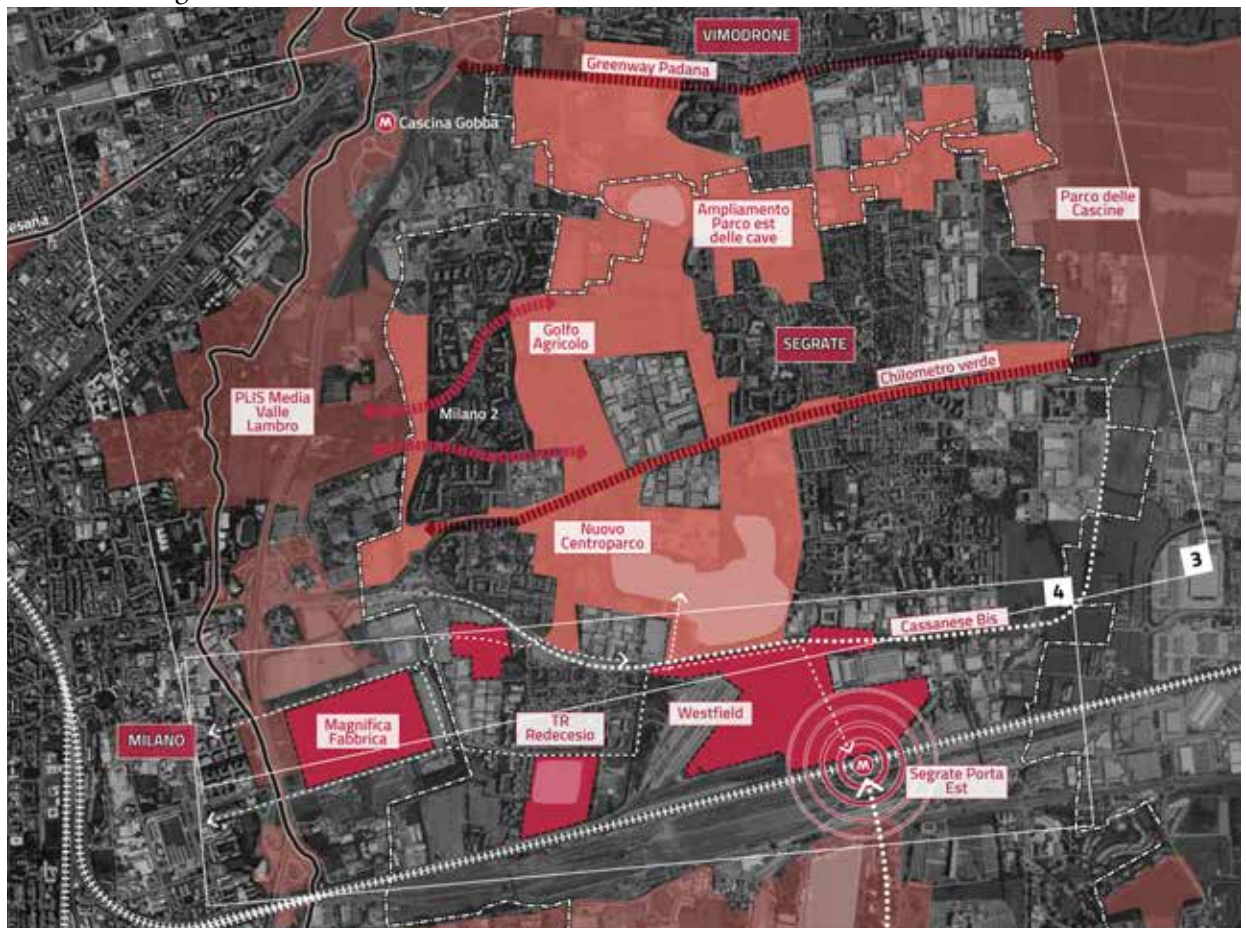 VIMODRONE
Greenway Padana
M Cascina Gobba
Parco delle
Cascine
Ampliamento
Parco est
delle cave
esana
Golfo
Agricolo
SEGRATE
Chilometro verde
PLIS Media
Valle
Lambro
Milano 2
Nuovo
Centroparco
3
4
Cassanese Bis
Magnifica
Fabbrica
TR
Redecesio
Westfield
MILANO
M
Segrate Porta
Est